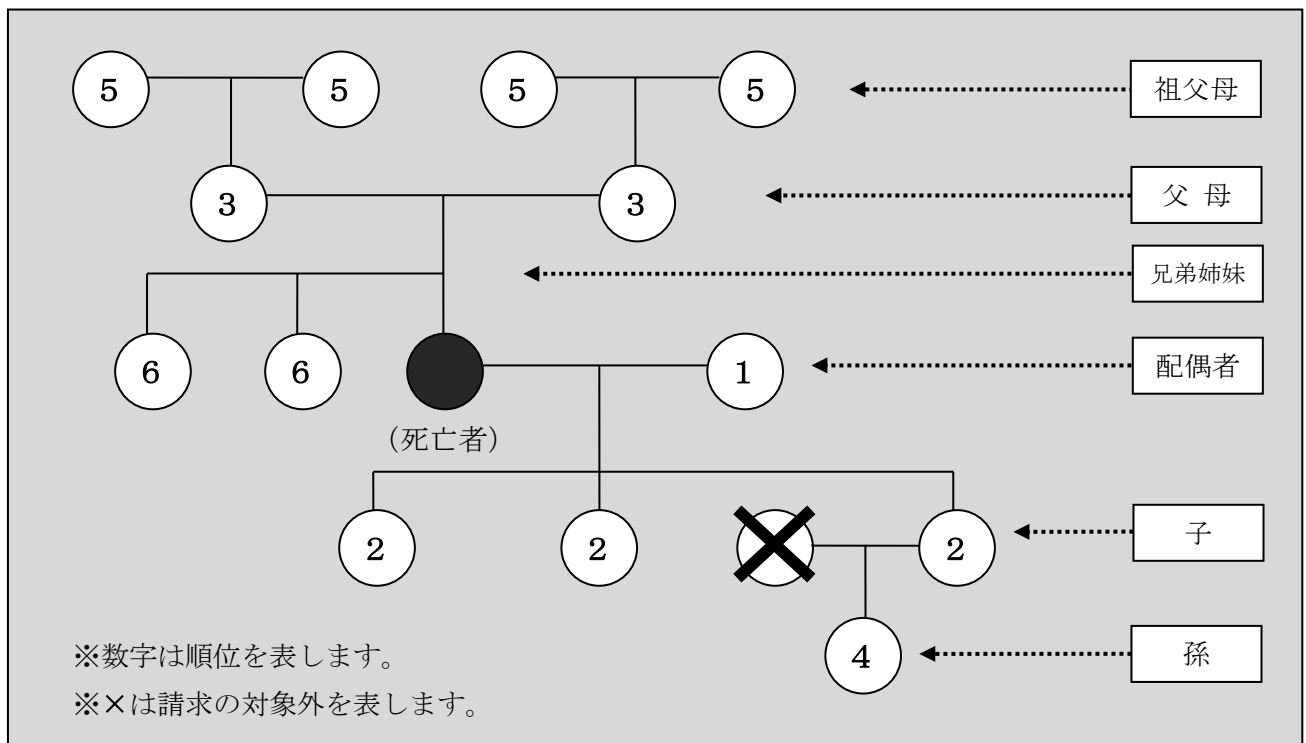 5 5 5 5 祖父母
3 3 父 母
兄弟姉妹
6 6 1 配偶者
（死亡者）
2 2 2 子
4 孫
※数字は順位を表します。
※×は請求の対象外を表します。